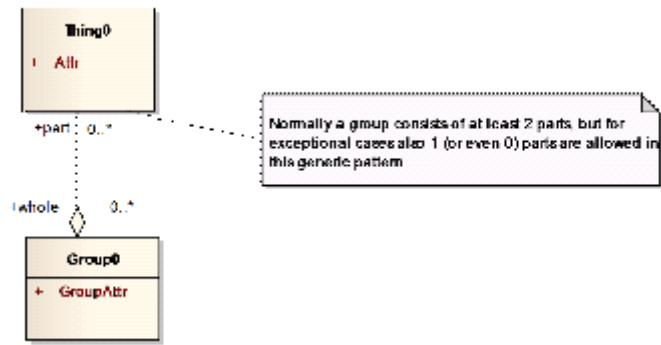 Thing0
+ Attr
+part 0..*
Normally a group consists of at least 2 parts, but for
exceptional cases also 1 (or even 0) parts are allowed in
this generic pattern
+whole 0..*
Group0
+ GroupAttr